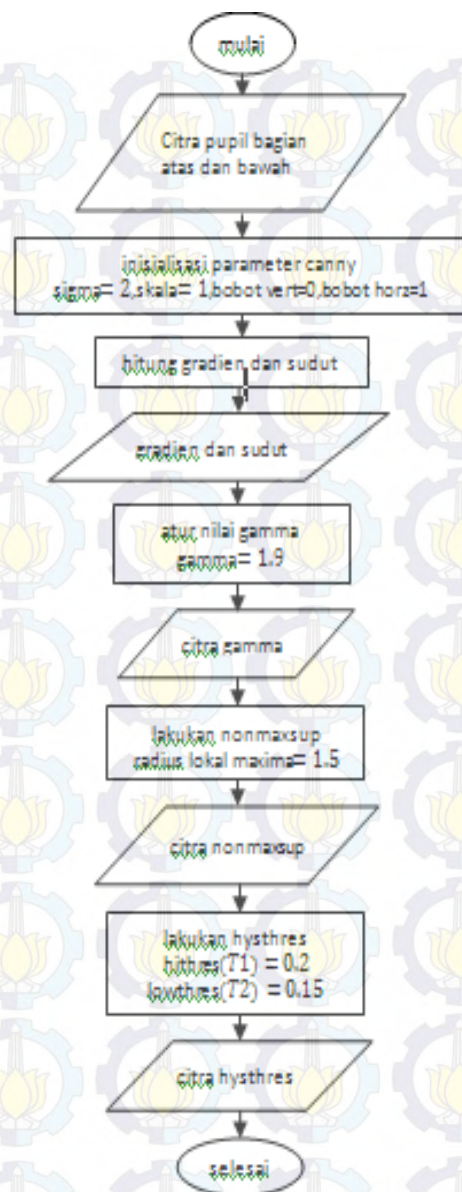 mulai
Citra pupil bagian
atas dan bawah
inisialisasi parameter canny
sigma= 2,skala= 1,bobot vert=0,bobot horz=1
hitung gradien dan sudut
gradien dan sudut
atur nilai gamma
gamma= 1.9
citra gamma
lakukan nonmaxsup
radius lokal maxima= 1.5
citra nonmaxsup
lakukan hysthres
hithres(T1) = 0.2
lowthres(T2) = 0.15
citra hysthres
selesai